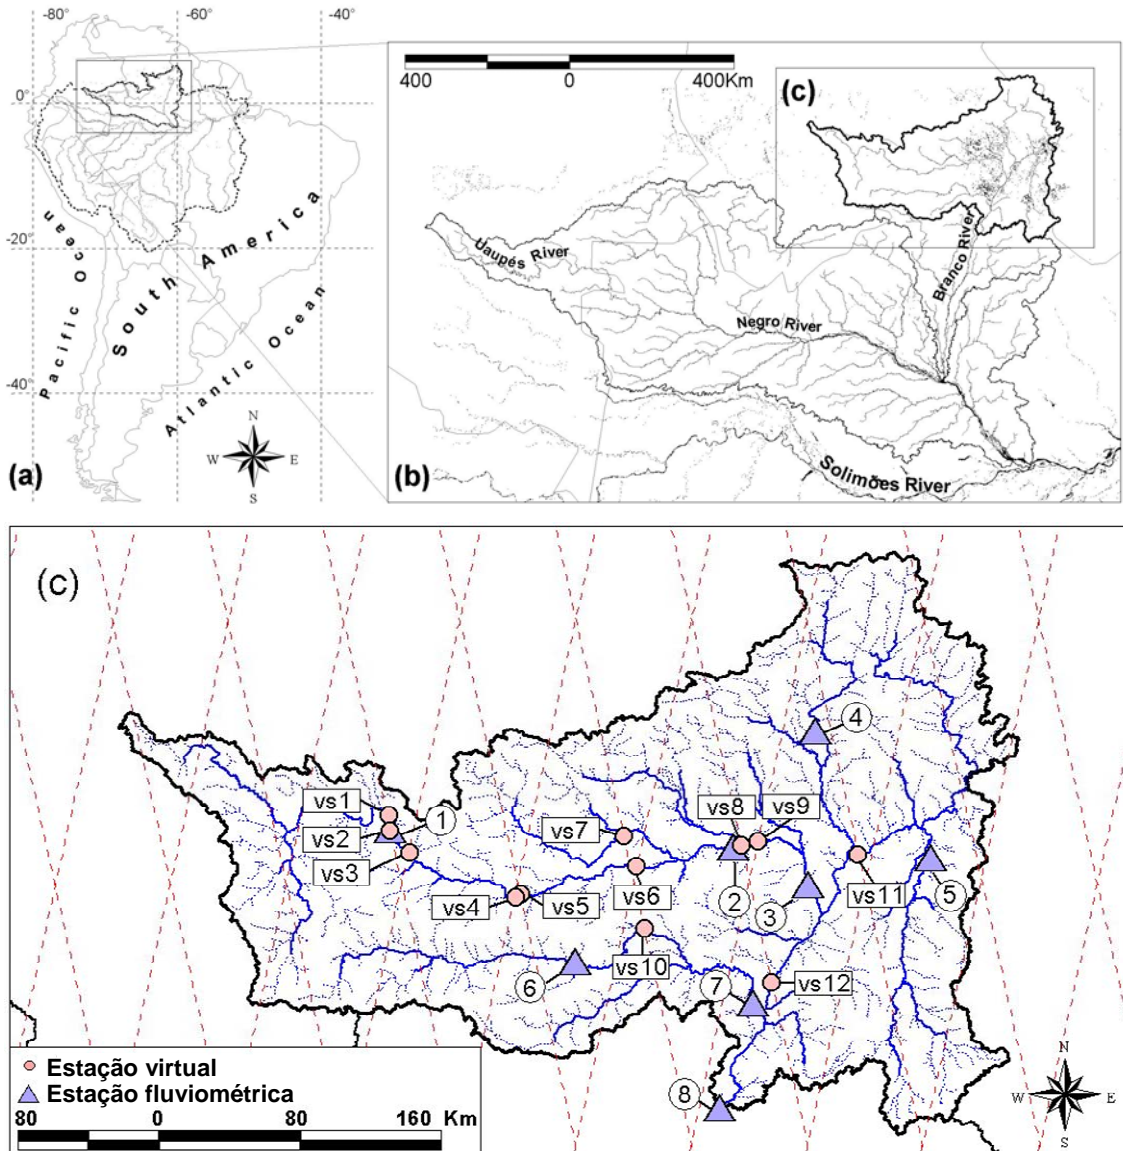 -80°
-60°
-40°
0°
-20°
-40°
Pacific Ocean
South America
Atlantic Ocean
N
W E
S
(a)
400 0 400Km
(c)
Uaupés River
Branco River
Negro River
Solimões River
(b)
(c)
4
vs1
1
vs8 vs9
vs2
vs7
vs3
vs4 vs5
vs6
2
3
vs11
5
6
vs10
7
vs12
8
Estação virtual
Estação fluviométrica
80 0 80 160 Km
N
W E
S